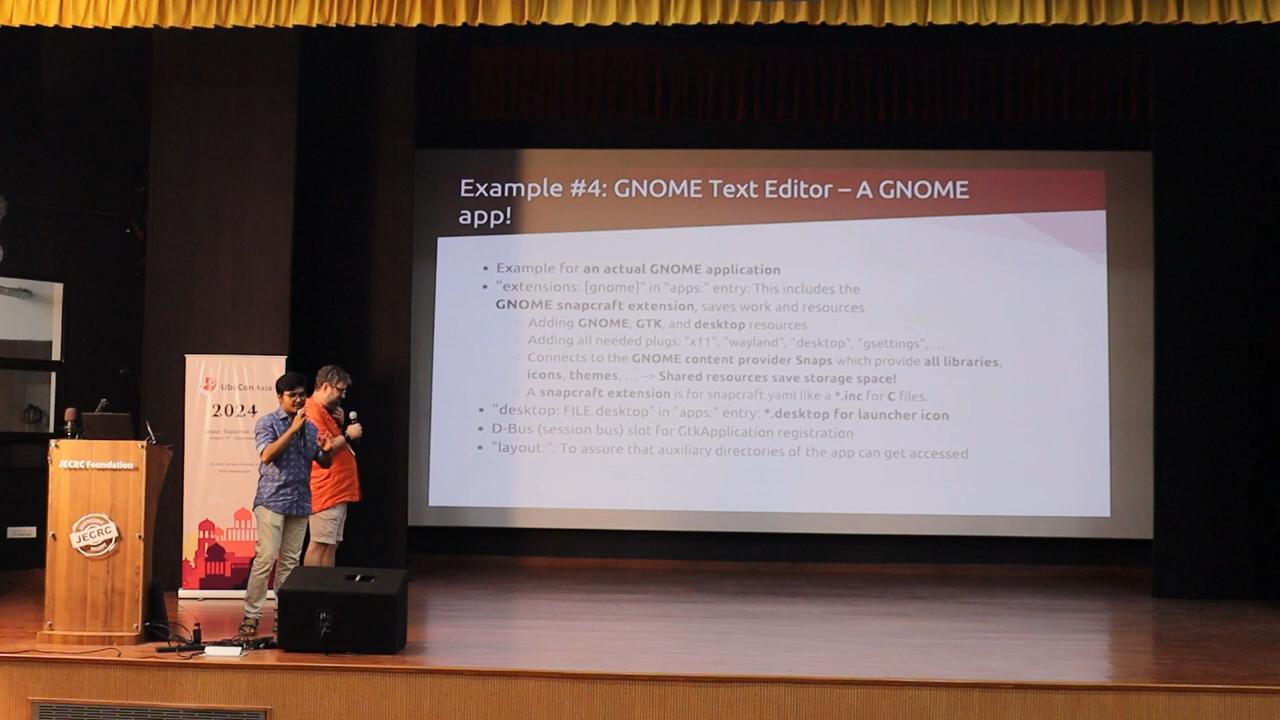 Example #4: GNOME Text Editor – A GNOME
app!
• Example for an actual GNOME application
• "extensions: [gnome]" in "apps:" entry: This includes the
GNOME snapcraft extension, saves work and resources
○ Adding GNOME, GTK, and desktop resources
○ Adding all needed plugs: "x11", "wayland", "desktop", "gsettings", …
○ Connects to the GNOME content provider Snaps which provide all libraries,
icons, themes, … –> Shared resources save storage space!
○ A snapcraft extension is for snapcraft.yaml like a *.inc for C files.
• "desktop: FILE.desktop" in "apps:" entry: *.desktop for launcher icon
• D-Bus (session bus) slot for GtkApplication registration
• "layout:": To assure that auxiliary directories of the app can get accessed
UbuCon Asia
2024
JECRC Foundation
JECRC